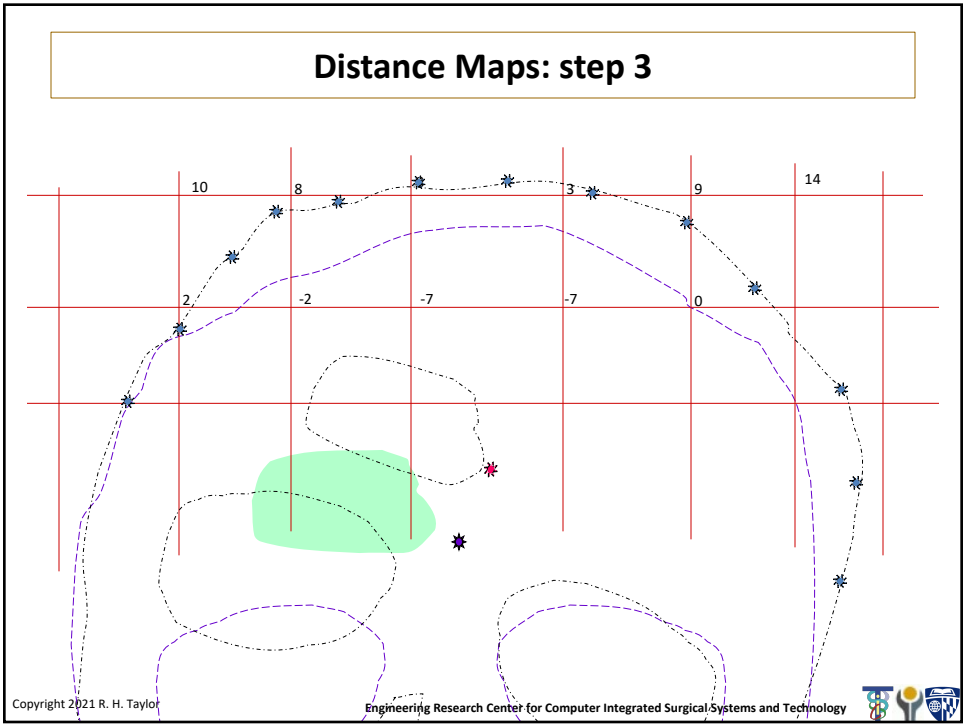 Distance Maps: step 3
10 8 3 9 14
2 -2 -7 -7 0
Copyright 2021 R. H. Taylor
Engineering Research Center for Computer Integrated Surgical Systems and Technology